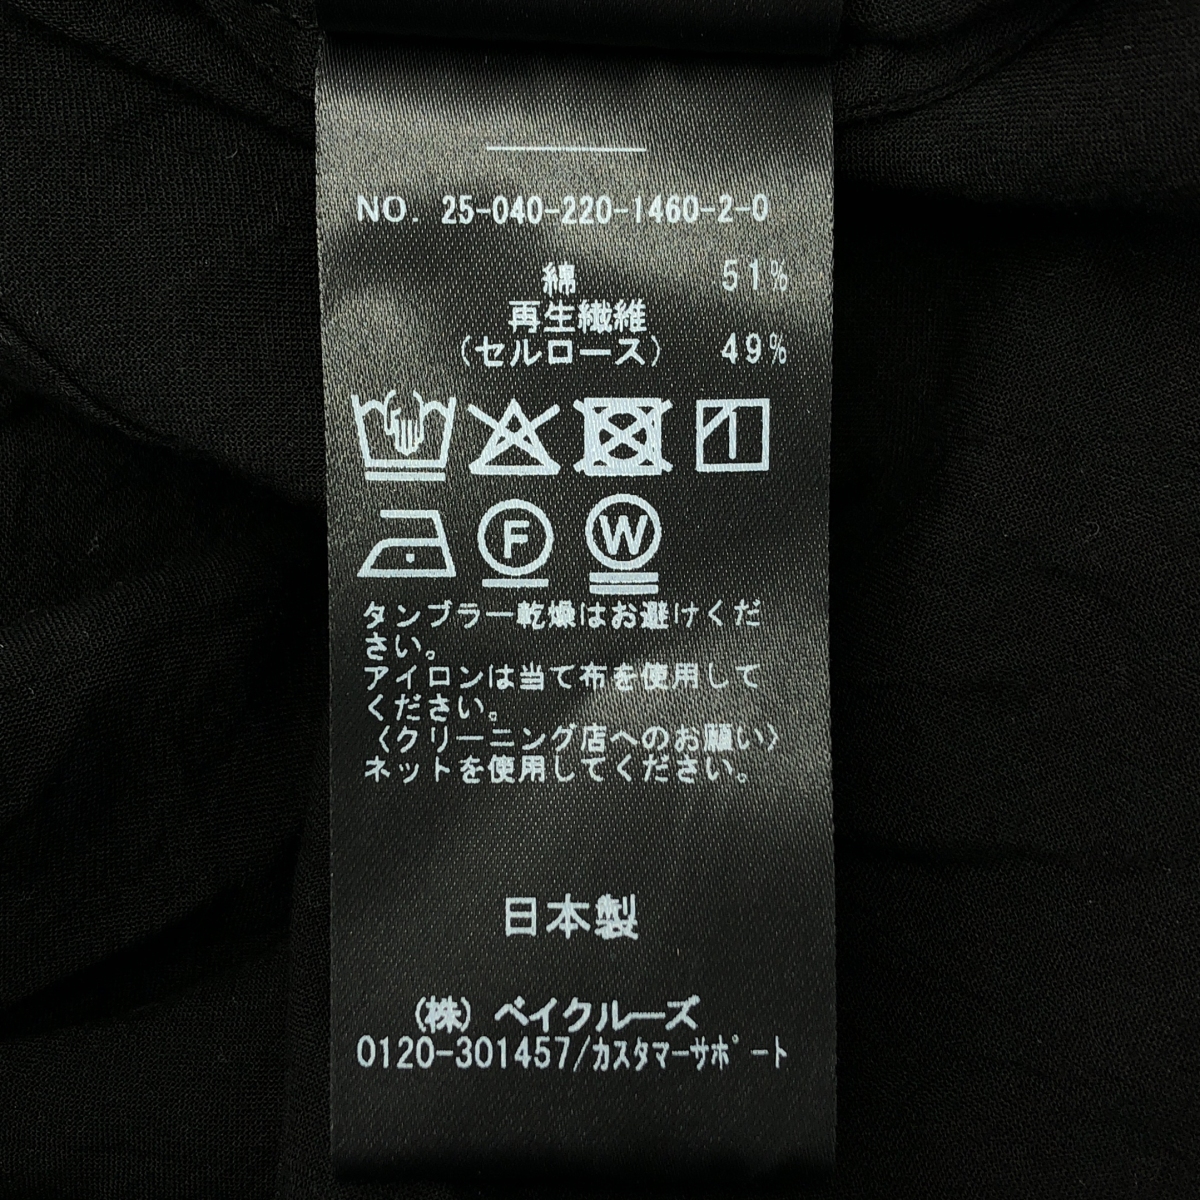 NO. 25-040-220-1460-2-0
綿 51%
再生繊維
(セルロース) 49%
F W
タンブラー乾燥はお避けくだ
さい。
アイロンは当て布を使用して
ください。
〈クリーニング店へのお願い〉
ネットを使用してください。
日本製
(株) ベイクルーズ
0120-301457/カスタマーサポート